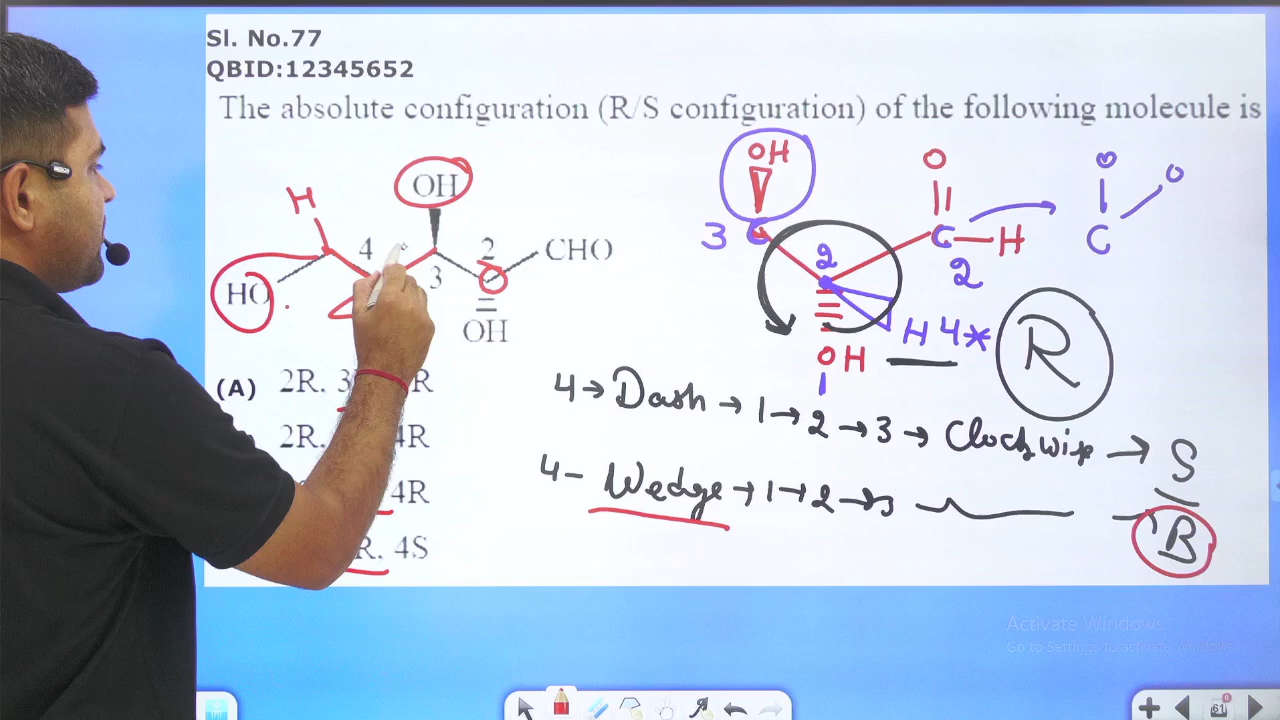 Sl. No.77
QBID:12345652
The absolute configuration (R/S configuration) of the following molecule is
OH
H
4
2
CHO
HO
3
OH
OH
O
O
O
3 C
2
C
H
C
2
H 4*
OH
1
R
(A) 2R. 3
R
2R.
4R
4R
R. 4S
4 → Dash → 1 → 2 → 3 → Clockwise → S
4 - Wedge → 1 → 2 → 3
R
Activate Windows
Go to Settings to activate Windows.
61